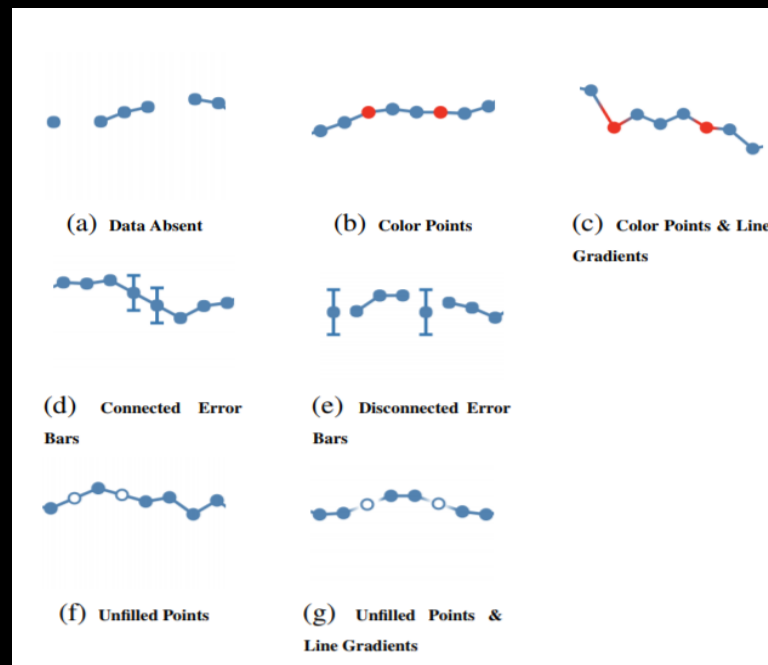 (a) Data Absent
(b) Color Points
(c) Color Points & Line
Gradients
(d) Connected Error
Bars
(e) Disconnected Error
Bars
(f) Unfilled Points
(g) Unfilled Points &
Line Gradients